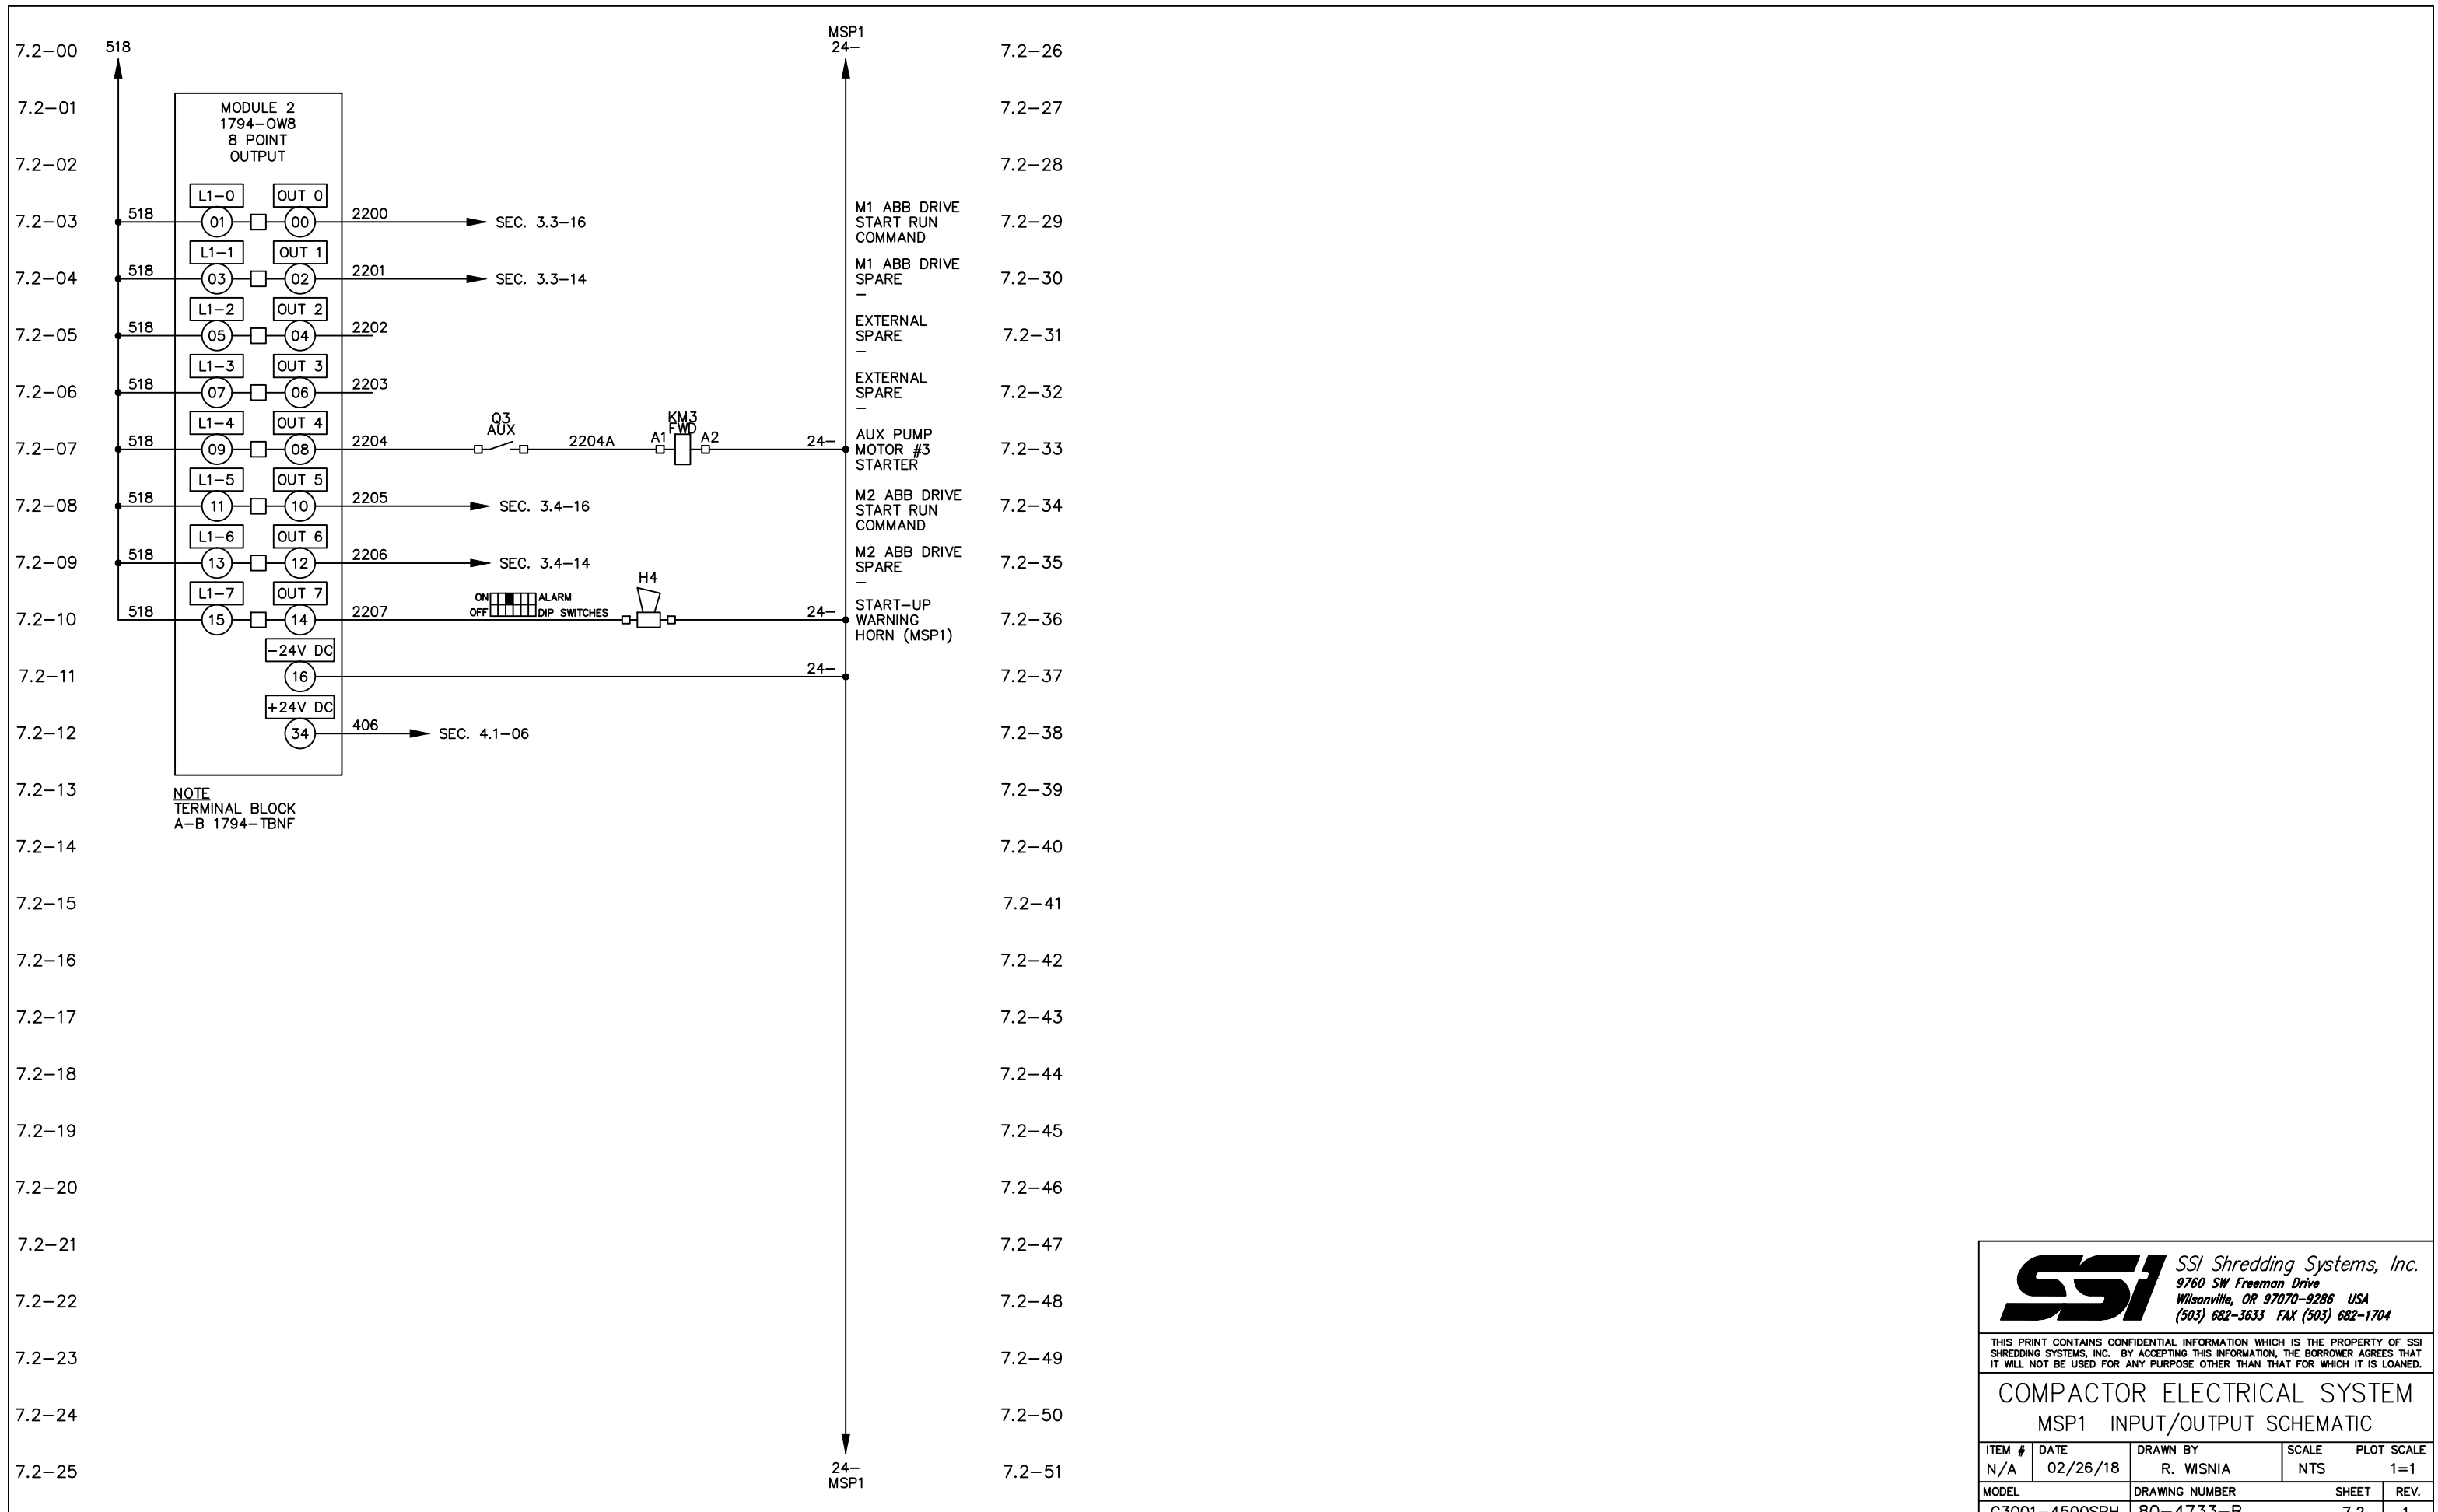 MSP1
7.2-00 518 24- 7.2-26
7.2-01 7.2-27
MODULE 2
1794-OW8
8 POINT
OUTPUT
7.2-02 7.2-28
L1-0 OUT 0
7.2-03 518 01 00 2200 SEC. 3.3-16 7.2-29
M1 ABB DRIVE
START RUN
COMMAND
L1-1 OUT 1
7.2-04 518 03 02 2201 SEC. 3.3-14 7.2-30
M1 ABB DRIVE
SPARE
-
L1-2 OUT 2
7.2-05 518 05 04 2202 7.2-31
EXTERNAL
SPARE
-
L1-3 OUT 3
7.2-06 518 07 06 2203 7.2-32
EXTERNAL
SPARE
-
L1-4 OUT 4
Q3
AUX
KM3
FWD
7.2-07 518 09 08 2204 2204A A1 A2 24- 7.2-33
AUX PUMP
MOTOR #3
STARTER
L1-5 OUT 5
7.2-08 518 11 10 2205 SEC. 3.4-16 7.2-34
M2 ABB DRIVE
START RUN
COMMAND
L1-6 OUT 6
7.2-09 518 13 12 2206 SEC. 3.4-14 7.2-35
M2 ABB DRIVE
SPARE
-
L1-7 OUT 7
H4
ON ALARM
OFF DIP SWITCHES
7.2-10 518 15 14 2207 24- 7.2-36
START-UP
WARNING
HORN (MSP1)
-24V DC
7.2-11 16 24- 7.2-37
+24V DC
7.2-12 34 406 SEC. 4.1-06 7.2-38
7.2-13 7.2-39
NOTE
TERMINAL BLOCK
A-B 1794-TBNF
7.2-14 7.2-40
7.2-15 7.2-41
7.2-16 7.2-42
7.2-17 7.2-43
7.2-18 7.2-44
7.2-19 7.2-45
7.2-20 7.2-46
7.2-21 7.2-47
7.2-22 7.2-48
7.2-23 7.2-49
7.2-24 7.2-50
7.2-25 24- 7.2-51
MSP1
SSI
SSI Shredding Systems, Inc.
9760 SW Freeman Drive
Wilsonville, OR 97070-9286 USA
(503) 682-3633 FAX (503) 682-1704
THIS PRINT CONTAINS CONFIDENTIAL INFORMATION WHICH IS THE PROPERTY OF SSI
SHREDDING SYSTEMS, INC. BY ACCEPTING THIS INFORMATION, THE BORROWER AGREES THAT
IT WILL NOT BE USED FOR ANY PURPOSE OTHER THAN THAT FOR WHICH IT IS LOANED.
COMPACTOR ELECTRICAL SYSTEM
MSP1 INPUT/OUTPUT SCHEMATIC
ITEM # DATE DRAWN BY SCALE PLOT SCALE
N/A 02/26/18 R. WISNIA NTS 1=1
MODEL DRAWING NUMBER SHEET REV.
80-4733-B 7.2 1